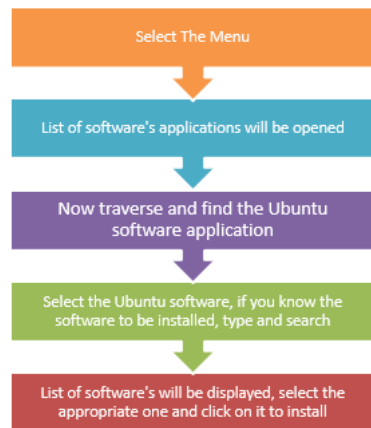 Select The Menu
List of software's applications will be opened
Now traverse and find the Ubuntu
software application
Select the Ubuntu software, if you know the
software to be installed, type and search
List of software's will be displayed, select the
appropriate one and click on it to install